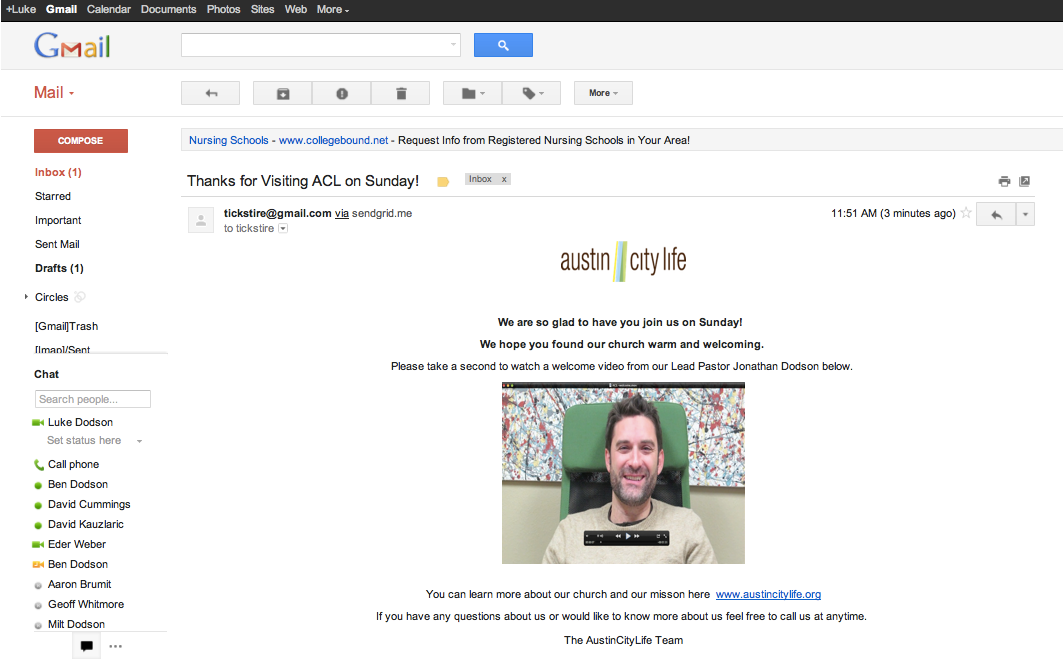 +Luke Gmail Calendar Documents Photos Sites Web More
Gmail
Mail
More
COMPOSE
Nursing Schools - www.collegebound.net - Request Info from Registered Nursing Schools in Your Area!
Inbox (1)
Starred
Important
Sent Mail
Drafts (1)
Circles
[Gmail]Trash
[Imap]/Sent
Chat
Search people...
Luke Dodson
Set status here
Call phone
Ben Dodson
David Cummings
David Kauzlaric
Eder Weber
Ben Dodson
Aaron Brumit
Geoff Whitmore
Milt Dodson
Thanks for Visiting ACL on Sunday! Inbox x
tickstire@gmail.com via sendgrid.me 11:51 AM (3 minutes ago)
to tickstire
austin city life
We are so glad to have you join us on Sunday!
We hope you found our church warm and welcoming.
Please take a second to watch a welcome video from our Lead Pastor Jonathan Dodson below.
You can learn more about our church and our misson here www.austincitylife.org
If you have any questions about us or would like to know more about us feel free to call us at anytime.
The AustinCityLife Team